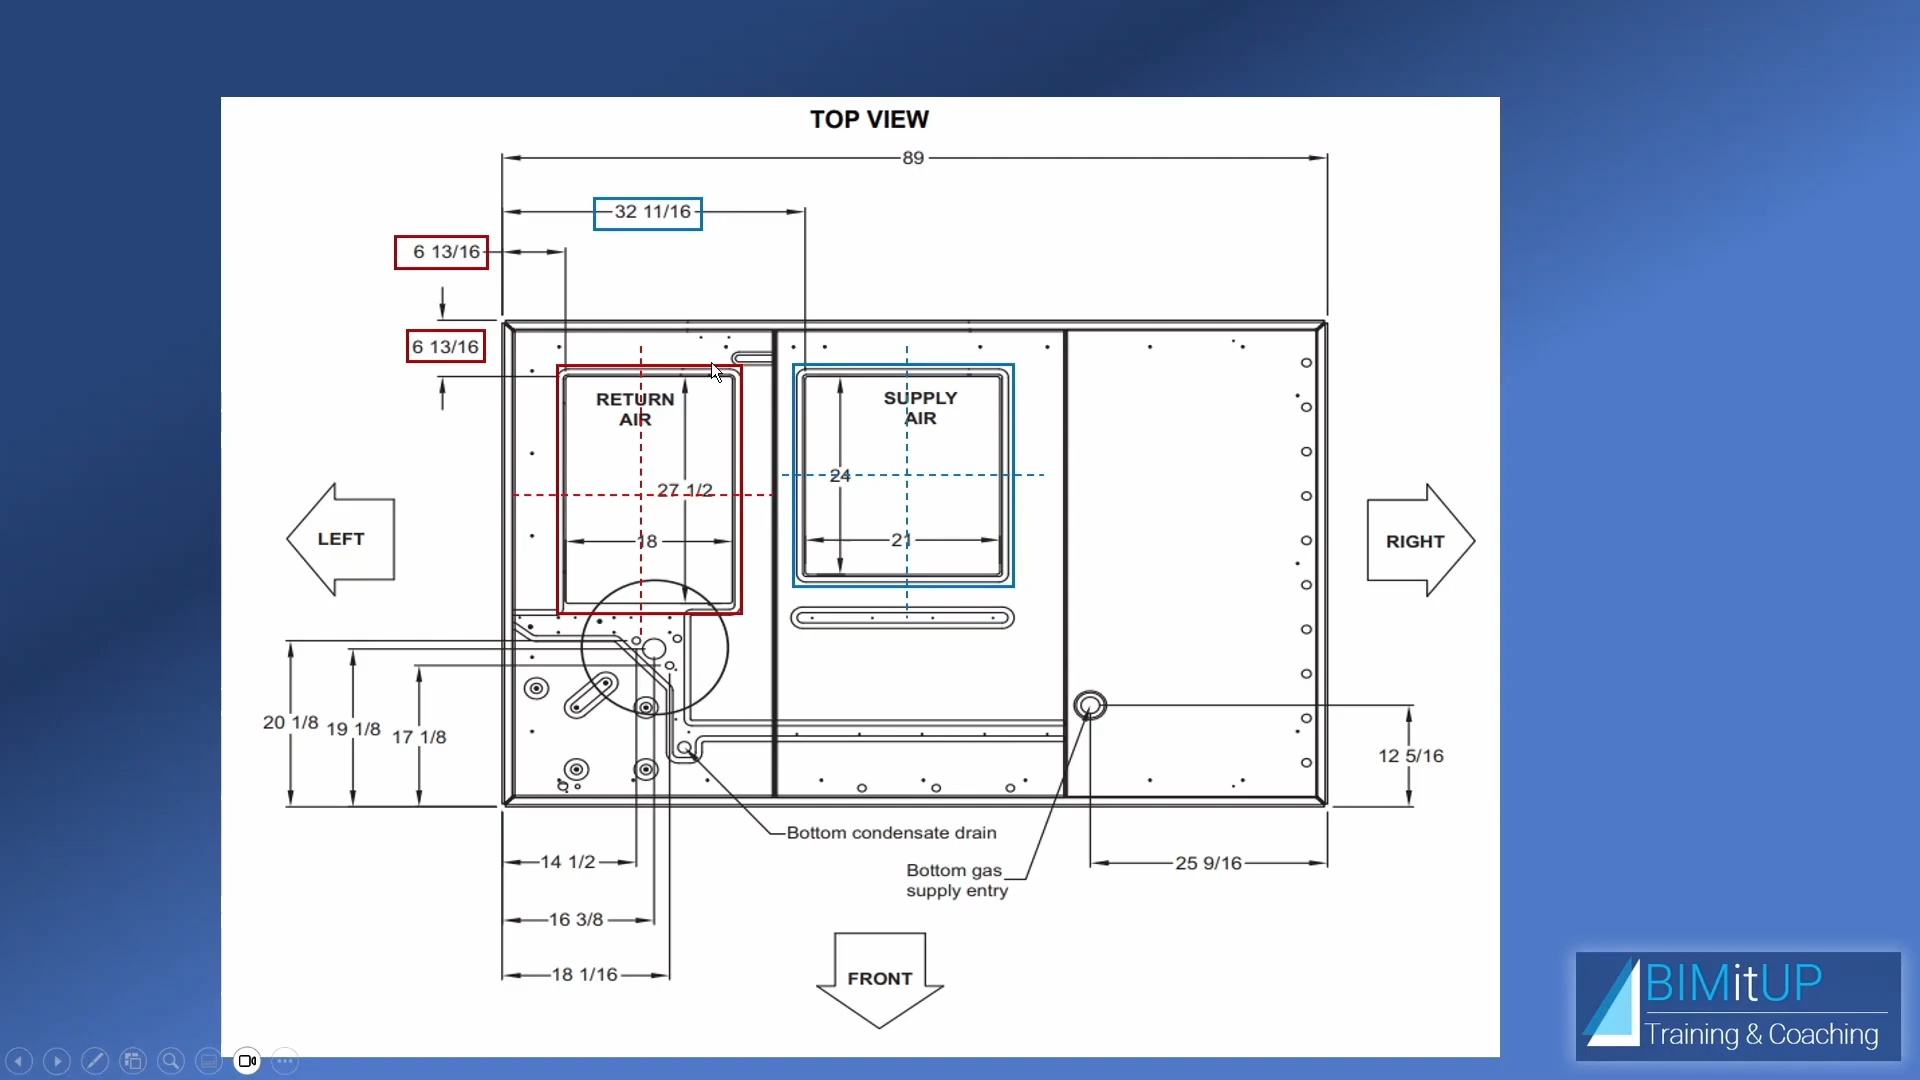 TOP VIEW
89
32 11/16
6 13/16
6 13/16
RETURN
AIR
SUPPLY
AIR
24
27 1/2
18
21
LEFT
RIGHT
20 1/8
19 1/8
17 1/8
12 5/16
Bottom condensate drain
14 1/2
Bottom gas
supply entry
25 9/16
16 3/8
18 1/16
FRONT
BIMitUP
Training & Coaching